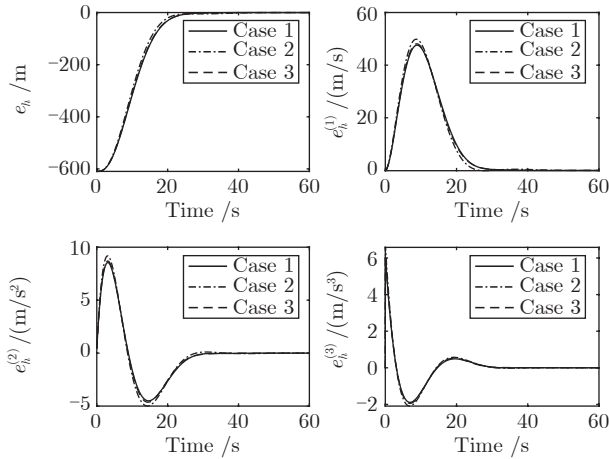 0
−200
−400
−600
e_h /m
Case 1
Case 2
Case 3
0 20 40 60
Time /s
60
40
20
0
e_h^(1) /(m/s)
Case 1
Case 2
Case 3
0 20 40 60
Time /s
10
5
0
−5
e_h^(2) /(m/s²)
Case 1
Case 2
Case 3
0 20 40 60
Time /s
6
4
2
0
−2
e_h^(3) /(m/s³)
Case 1
Case 2
Case 3
0 20 40 60
Time /s